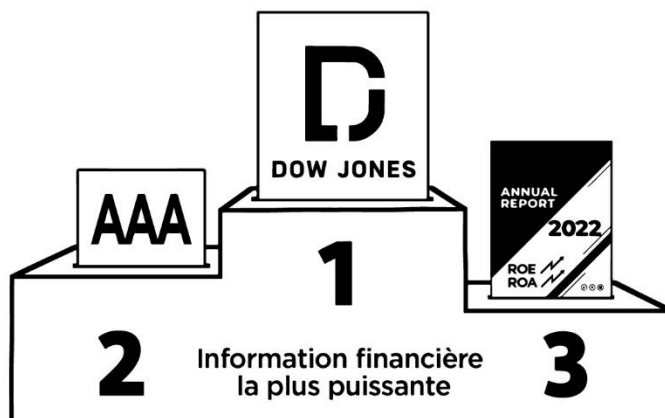 DOW JONES
AAA
ANNUAL
REPORT
2022
ROE
ROA
1
2
3
Information financière
la plus puissante